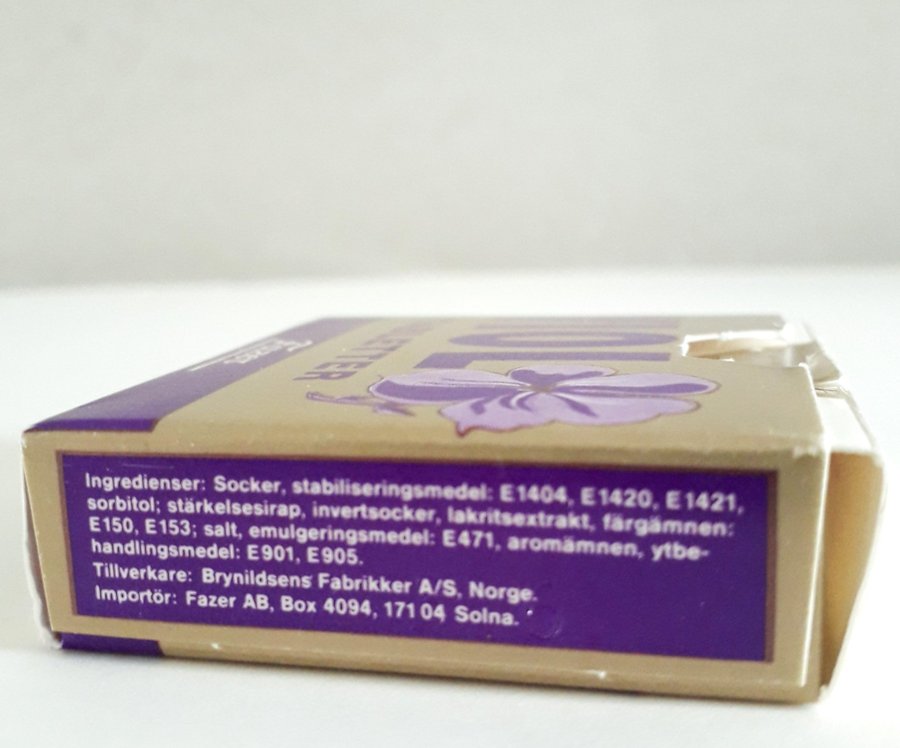 Ingredienser: Socker, stabiliseringsmedel: E1404, E1420, E1421,
sorbitol; stärkelsesirap, invertsocker, lakritsextrakt, färgämnen:
E150, E153; salt, emulgeringsmedel: E471, aromämnen, ytbe-
handlingsmedel: E901, E905.
Tillverkare: Brynildsens Fabrikker A/S, Norge.
Importör: Fazer AB, Box 4094, 171 04 Solna.